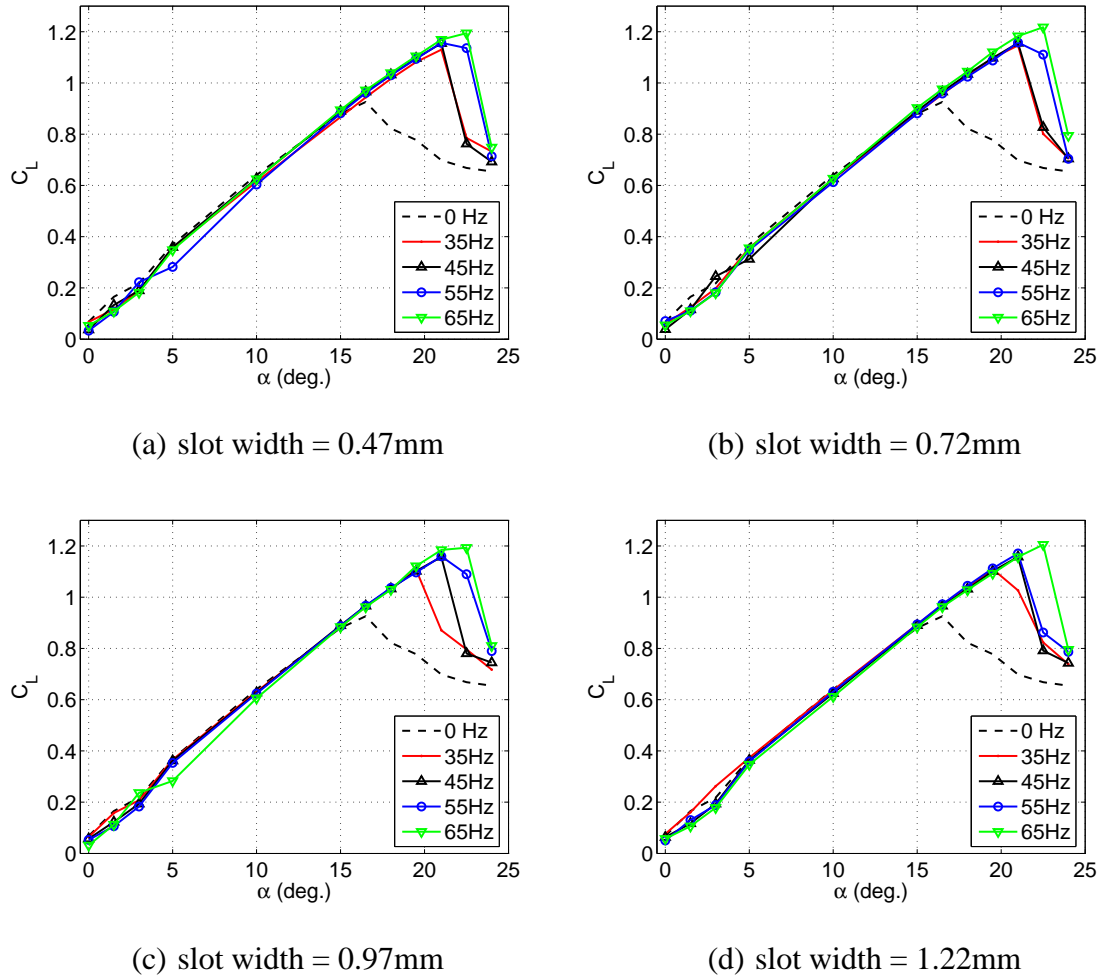 1.2
1
0.8
0.6
0.4
0.2
0
C_L
0 Hz
35Hz
45Hz
55Hz
65Hz
0 5 10 15 20 25
α (deg.)
(a) slot width = 0.47mm
1.2
1
0.8
0.6
0.4
0.2
0
C_L
0 Hz
35Hz
45Hz
55Hz
65Hz
0 5 10 15 20 25
α (deg.)
(b) slot width = 0.72mm
1.2
1
0.8
0.6
0.4
0.2
0
C_L
0 Hz
35Hz
45Hz
55Hz
65Hz
0 5 10 15 20 25
α (deg.)
(c) slot width = 0.97mm
1.2
1
0.8
0.6
0.4
0.2
0
C_L
0 Hz
35Hz
45Hz
55Hz
65Hz
0 5 10 15 20 25
α (deg.)
(d) slot width = 1.22mm